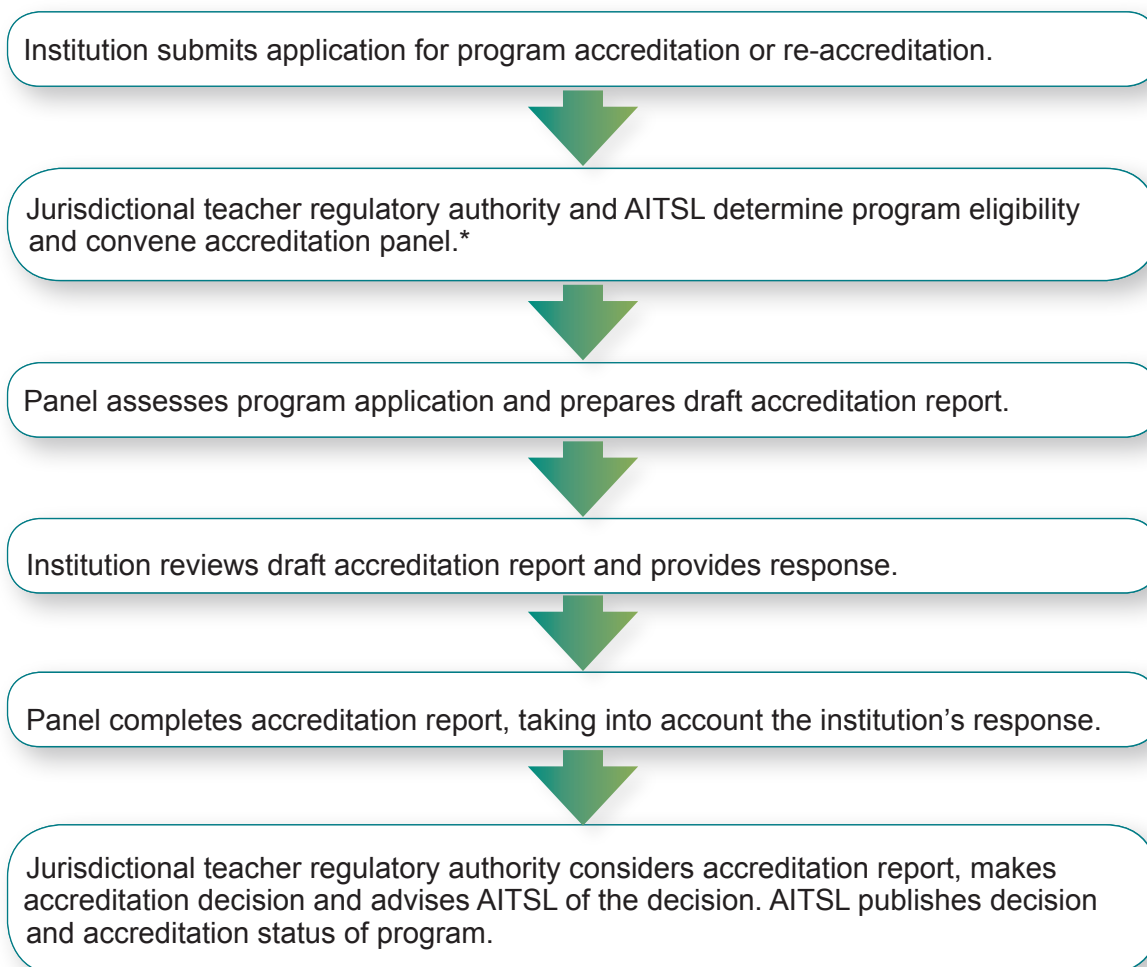 Institution submits application for program accreditation or re-accreditation.
Jurisdictional teacher regulatory authority and AITSL determine program eligibility
and convene accreditation panel.*
Panel assesses program application and prepares draft accreditation report.
Institution reviews draft accreditation report and provides response.
Panel completes accreditation report, taking into account the institution’s response.
Jurisdictional teacher regulatory authority considers accreditation report, makes
accreditation decision and advises AITSL of the decision. AITSL publishes decision
and accreditation status of program.